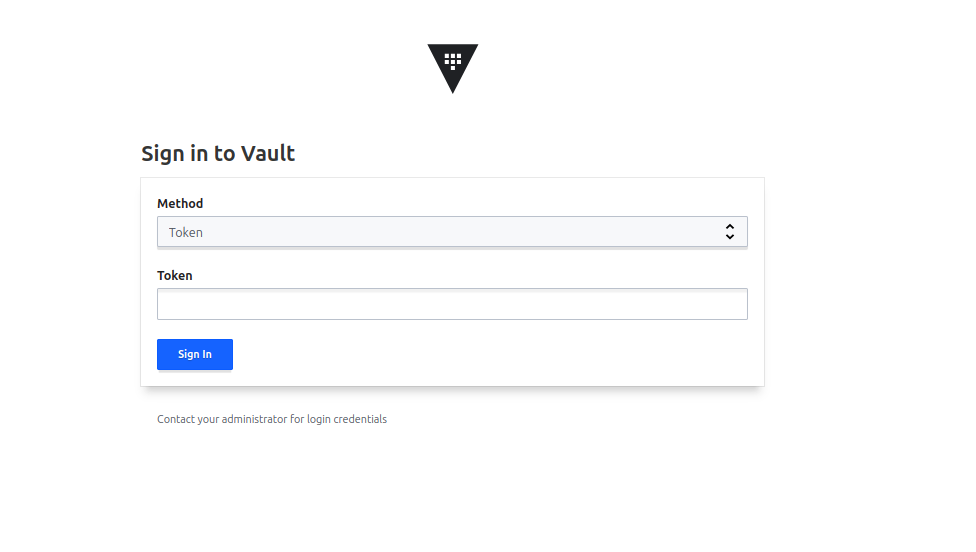 Sign in to Vault
Method
Token
Token
Sign In
Contact your administrator for login credentials